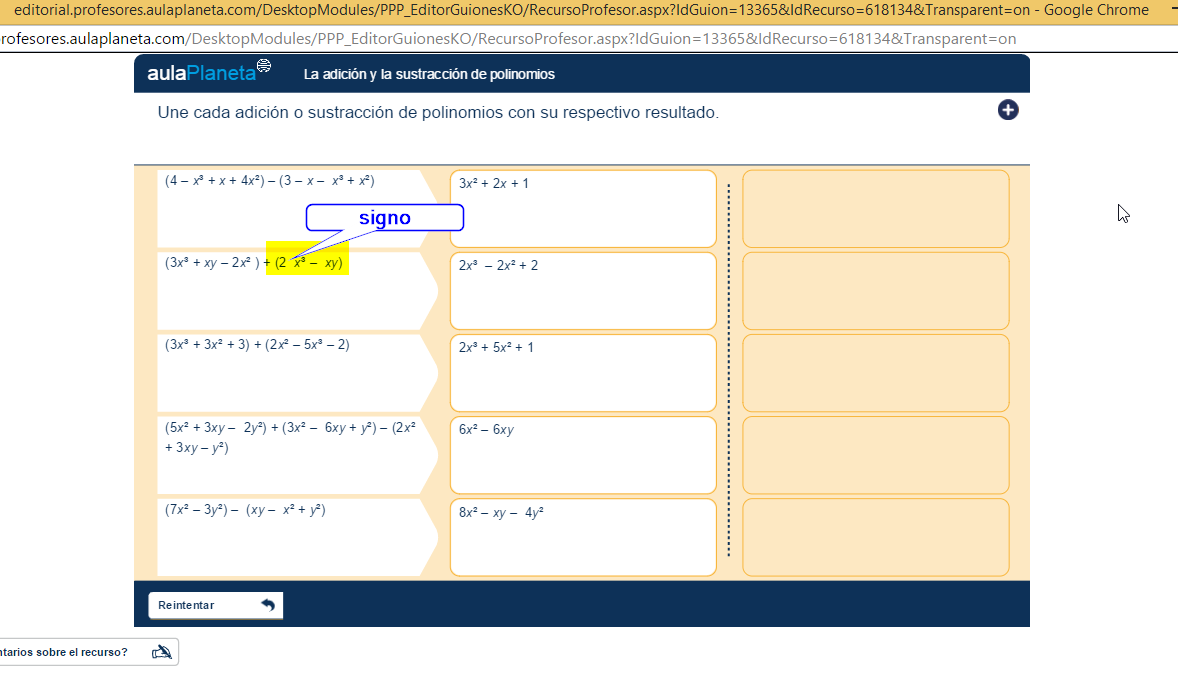 editorial.profesores.aulaplaneta.com/DesktopModules/PPP_EditorGuionesKO/RecursoProfesor.aspx?IdGuion=13365&IdRecurso=618134&Transparent=on - Google Chrome
rofesores.aulaplaneta.com/DesktopModules/PPP_EditorGuionesKO/RecursoProfesor.aspx?IdGuion=13365&IdRecurso=618134&Transparent=on
aulaPlaneta La adición y la sustracción de polinomios
Une cada adición o sustracción de polinomios con su respectivo resultado.
(4 – x³ + x + 4x²) – (3 – x – x³ + x²)
3x² + 2x + 1
signo
(3x³ + xy – 2x² ) + (2 x³ – xy)
2x³ – 2x² + 2
(3x³ + 3x² + 3) + (2x² – 5x³ – 2)
2x³ + 5x² + 1
(5x² + 3xy – 2y²) + (3x² – 6xy + y²) – (2x²
+ 3xy – y²)
6x² – 6xy
(7x² – 3y²) – (xy – x² + y²)
8x² – xy – 4y²
Reintentar
ntarios sobre el recurso?